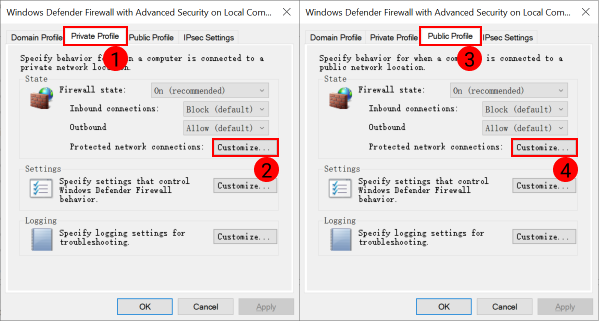 Windows Defender Firewall with Advanced Security on Local Com...
Domain Profile Private Profile Public Profile IPsec Settings
1
Specify behavior for when a computer is connected to a
private network location.
State
Firewall state: On (recommended)
Inbound connections: Block (default)
Outbound Allow (default)
Protected network connections: Customize...
2
Settings
Specify settings that control
Windows Defender Firewall
behavior.
Customize...
Logging
Specify logging settings for
troubleshooting.
Customize...
OK Cancel Apply
Windows Defender Firewall with Advanced Security on Local Com...
Domain Profile Private Profile Public Profile IPsec Settings
3
Specify behavior for when a computer is connected to a
public network location.
State
Firewall state: On (recommended)
Inbound connections: Block (default)
Outbound Allow (default)
Protected network connections: Customize...
4
Settings
Specify settings that control
Windows Defender Firewall
behavior.
Customize...
Logging
Specify logging settings for
troubleshooting.
Customize...
OK Cancel Apply